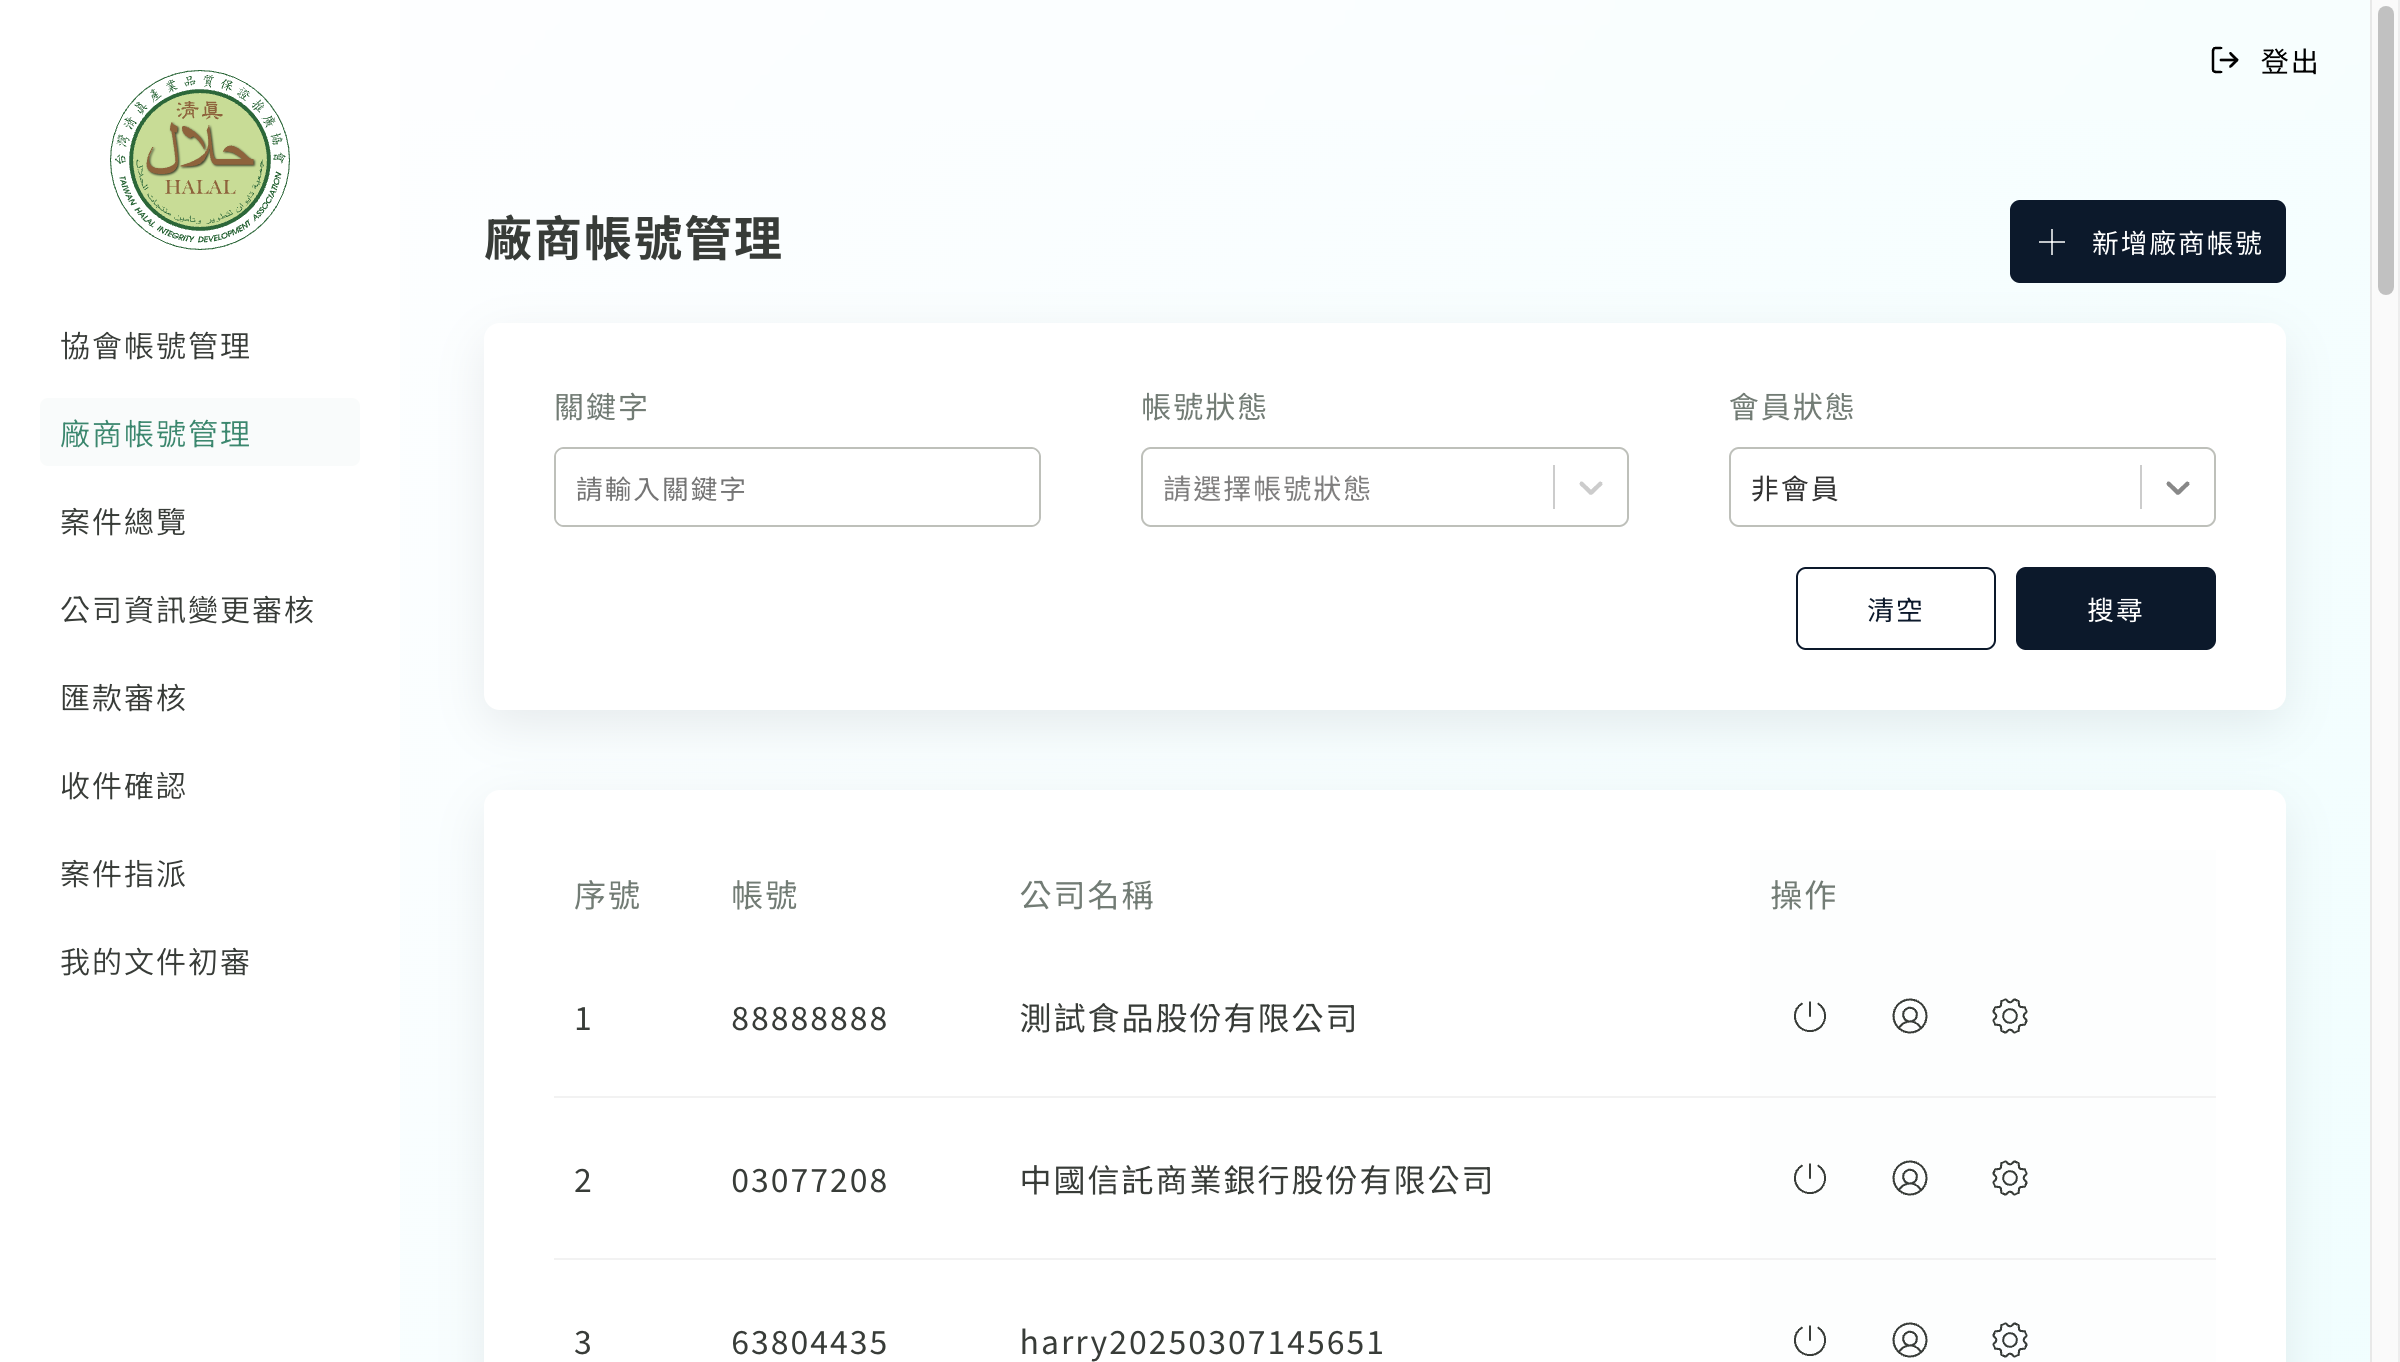 台灣清真產業品質保證推廣協會
清真
حلال
HALAL
TAIWAN HALAL INTEGRITY DEVELOPMENT ASSOCIATION
登出
協會帳號管理
廠商帳號管理
案件總覽
公司資訊變更審核
匯款審核
收件確認
案件指派
我的文件初審
廠商帳號管理
新增廠商帳號
關鍵字
帳號狀態
會員狀態
請輸入關鍵字
請選擇帳號狀態
非會員
清空
搜尋
序號 帳號 公司名稱 操作
1 88888888 測試食品股份有限公司
2 03077208 中國信託商業銀行股份有限公司
3 63804435 harry20250307145651